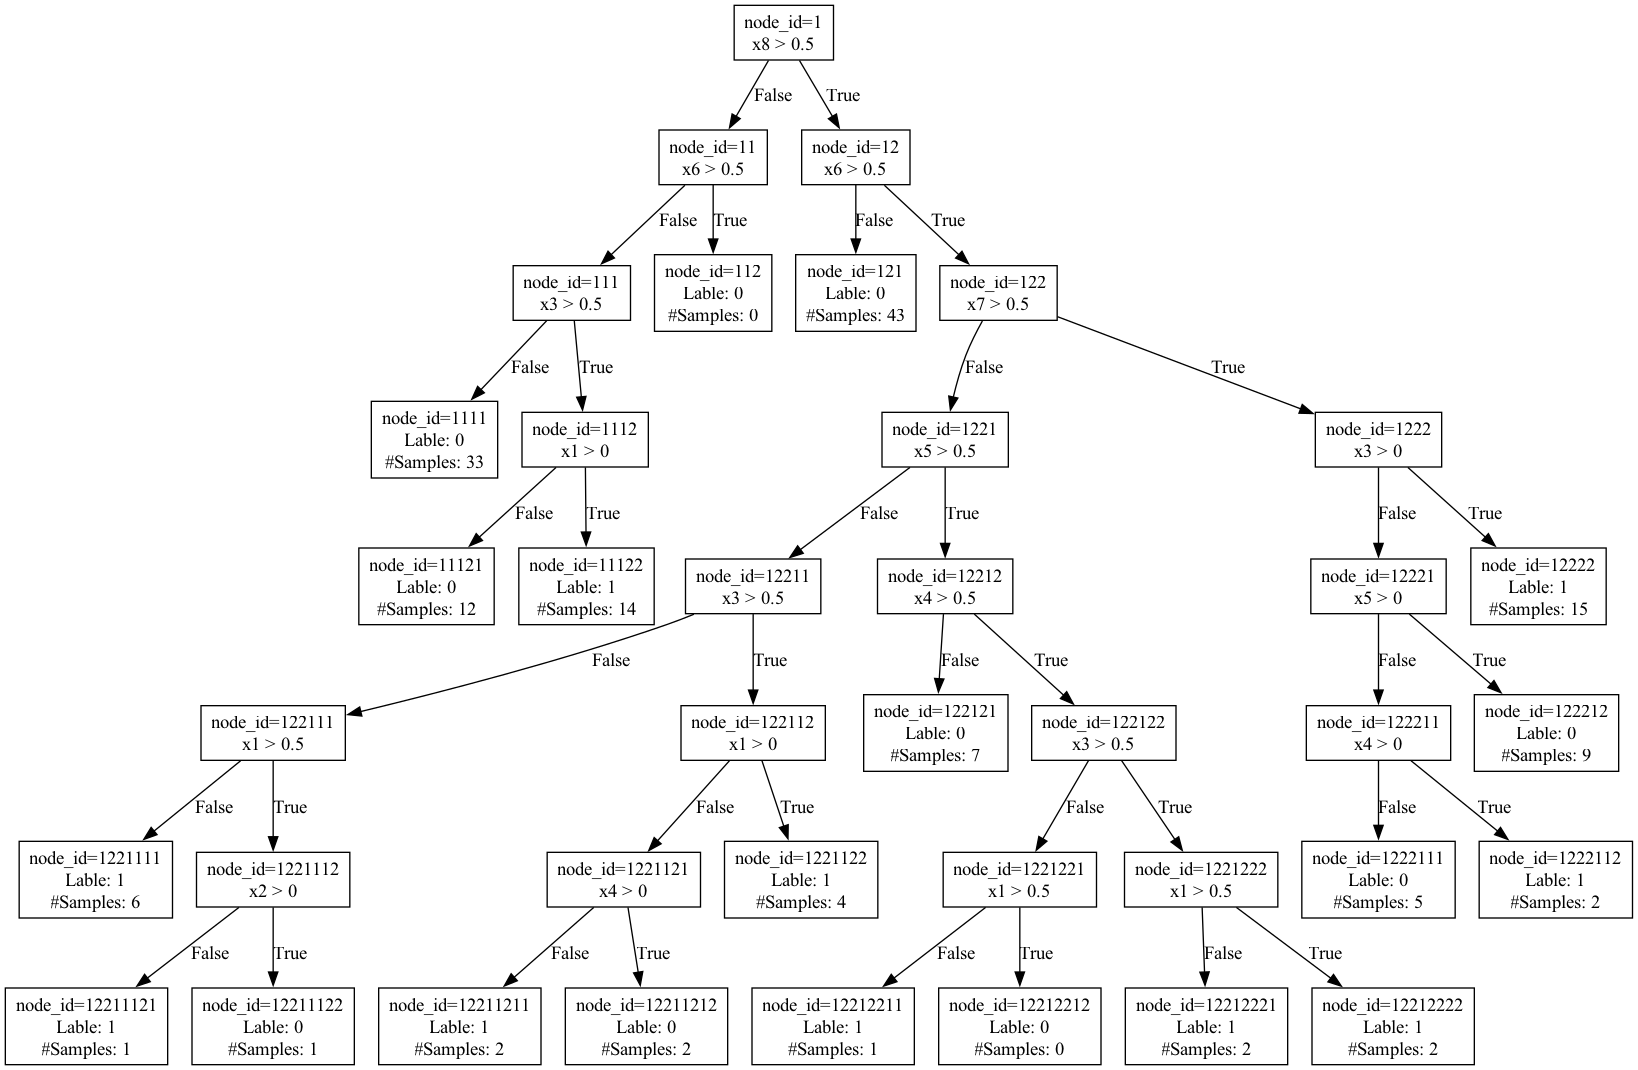 node_id=1
x8 > 0.5
False
True
node_id=11
x6 > 0.5
node_id=12
x6 > 0.5
False
True
False
True
node_id=111
x3 > 0.5
node_id=112
Lable: 0
#Samples: 0
node_id=121
Lable: 0
#Samples: 43
node_id=122
x7 > 0.5
False
True
False
True
node_id=1111
Lable: 0
#Samples: 33
node_id=1112
x1 > 0
node_id=1221
x5 > 0.5
node_id=1222
x3 > 0
False
True
False
True
False
True
node_id=11121
Lable: 0
#Samples: 12
node_id=11122
Lable: 1
#Samples: 14
node_id=12211
x3 > 0.5
node_id=12212
x4 > 0.5
node_id=12221
x5 > 0
node_id=12222
Lable: 1
#Samples: 15
False
True
False
True
False
True
node_id=122111
x1 > 0.5
node_id=122112
x1 > 0
node_id=122121
Lable: 0
#Samples: 7
node_id=122122
x3 > 0.5
node_id=122211
x4 > 0
node_id=122212
Lable: 0
#Samples: 9
False
True
False
True
False
True
False
True
node_id=1221111
Lable: 1
#Samples: 6
node_id=1221112
x2 > 0
node_id=1221121
x4 > 0
node_id=1221122
Lable: 1
#Samples: 4
node_id=1221221
x1 > 0.5
node_id=1221222
x1 > 0.5
node_id=1222111
Lable: 0
#Samples: 5
node_id=1222112
Lable: 1
#Samples: 2
False
True
False
True
False
True
False
True
node_id=12211121
Lable: 1
#Samples: 1
node_id=12211122
Lable: 0
#Samples: 1
node_id=12211211
Lable: 1
#Samples: 2
node_id=12211212
Lable: 0
#Samples: 2
node_id=12212211
Lable: 1
#Samples: 1
node_id=12212212
Lable: 0
#Samples: 0
node_id=12212221
Lable: 1
#Samples: 2
node_id=12212222
Lable: 1
#Samples: 2